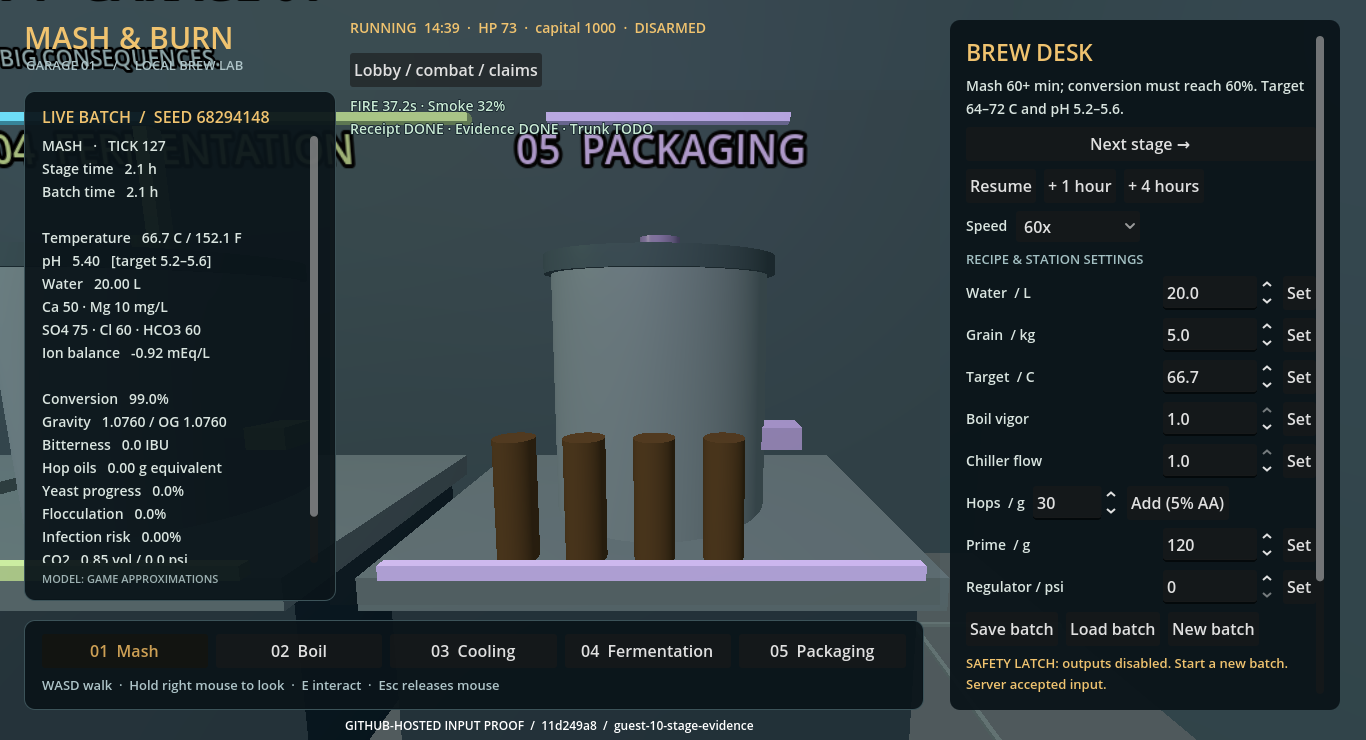 MASH & BURN
BIG CONSEQUENCES.
GARAGE 01 / LOCAL BREW LAB
RUNNING 14:39 · HP 73 · capital 1000 · DISARMED
Lobby / combat / claims
FIRE 37.2s · Smoke 32%
Receipt DONE · Evidence DONE · Trunk TODO
04 FERMENTATION
05 PACKAGING
LIVE BATCH / SEED 68294148
MASH · TICK 127
Stage time 2.1 h
Batch time 2.1 h
Temperature 66.7 C / 152.1 F
pH 5.40 [target 5.2–5.6]
Water 20.00 L
Ca 50 · Mg 10 mg/L
SO4 75 · Cl 60 · HCO3 60
Ion balance -0.92 mEq/L
Conversion 99.0%
Gravity 1.0760 / OG 1.0760
Bitterness 0.0 IBU
Hop oils 0.00 g equivalent
Yeast progress 0.0%
Flocculation 0.0%
Infection risk 0.00%
CO2 0.85 vol / 0.0 psi
MODEL: GAME APPROXIMATIONS
01 Mash
02 Boil
03 Cooling
04 Fermentation
05 Packaging
WASD walk · Hold right mouse to look · E interact · Esc releases mouse
GITHUB-HOSTED INPUT PROOF / 11d249a8 / guest-10-stage-evidence
BREW DESK
Mash 60+ min; conversion must reach 60%. Target
64–72 C and pH 5.2–5.6.
Next stage →
Resume + 1 hour + 4 hours
Speed 60x
RECIPE & STATION SETTINGS
Water / L 20.0 Set
Grain / kg 5.0 Set
Target / C 66.7 Set
Boil vigor 1.0 Set
Chiller flow 1.0 Set
Hops / g 30 Add (5% AA)
Prime / g 120 Set
Regulator / psi 0 Set
Save batch Load batch New batch
SAFETY LATCH: outputs disabled. Start a new batch.
Server accepted input.